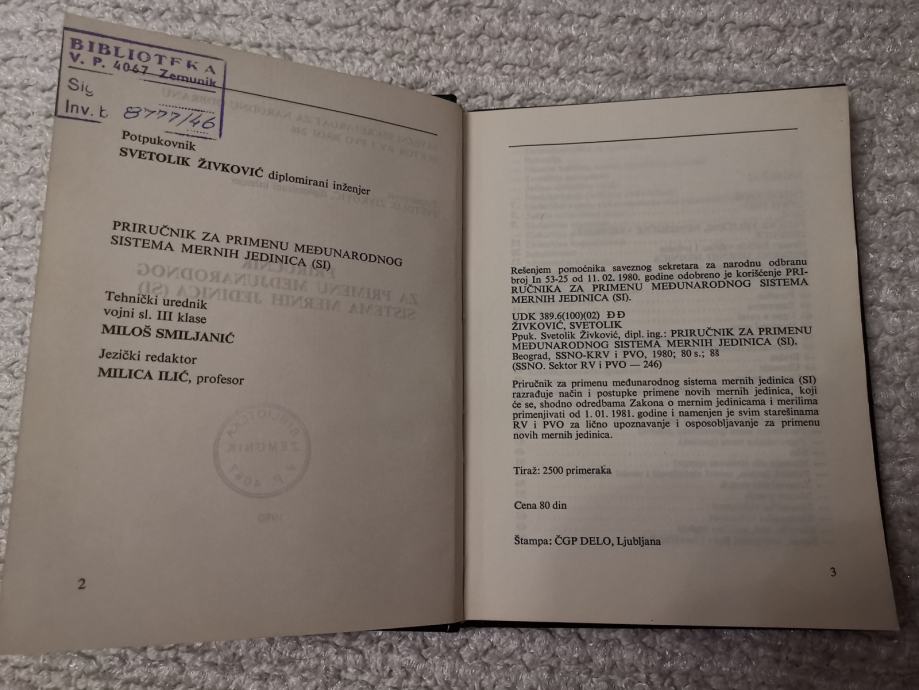 BIBLIOTEKA
V. P. 4067 Zemunik
Sig
Inv. t 8777/46
Potpukovnik
SVETOLIK ŽIVKOVIĆ diplomirani inženjer
PRIRUČNIK ZA PRIMENU MEĐUNARODNOG
SISTEMA MERNIH JEDINICA (SI)
Tehnički urednik
vojni sl. III klase
MILOŠ SMILJANIĆ
Jezički redaktor
MILICA ILIĆ, profesor
2
Rešenjem pomoćnika saveznog sekretara za narodnu odbranu
broj In 53-25 od 11. 02. 1980. godine odobreno je korišćenje PRI-
RUČNIKA ZA PRIMENU MEĐUNARODNOG SISTEMA
MERNIH JEDINICA (SI).
UDK 389.6(100)(02) ĐĐ
ŽIVKOVIĆ, SVETOLIK
Ppuk. Svetolik Živković, dipl. ing.: PRIRUČNIK ZA PRIMENU
MEĐUNARODNOG SISTEMA MERNIH JEDINICA (SI).
Beograd, SSNO-KRV i PVO, 1980; 80 s.; 88
(SSNO. Sektor RV i PVO — 246)
Priručnik za primenu međunarodnog sistema mernih jedinica (SI)
razrađuje način i postupke primene novih mernih jedinica, koji
će se, shodno odredbama Zakona o mernim jedinicama i merilima
primenjivati od 1. 01. 1981. godine i namenjen je svim starešinama
RV i PVO za lično upoznavanje i osposobljavanje za primenu
novih mernih jedinica.
Tiraž: 2500 primeraka
Cena 80 din
Štampa: ČGP DELO, Ljubljana
3